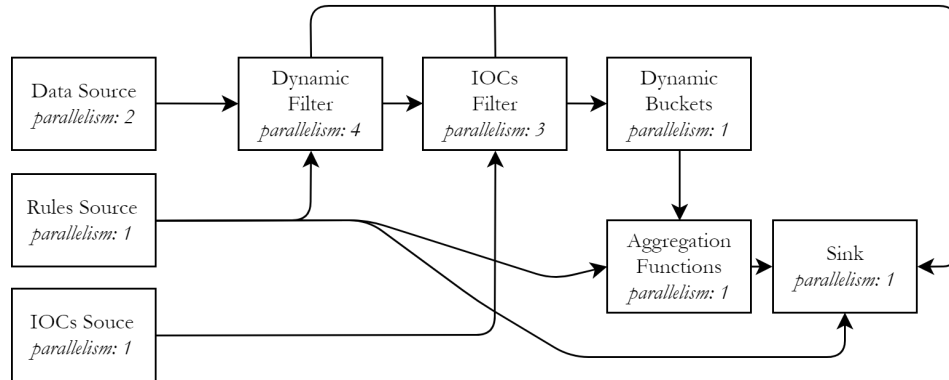 Data Source
parallelism: 2
Dynamic
Filter
parallelism: 4
IOCs
Filter
parallelism: 3
Dynamic
Buckets
parallelism: 1
Rules Source
parallelism: 1
Aggregation
Functions
parallelism: 1
Sink
parallelism: 1
IOCs Souce
parallelism: 1